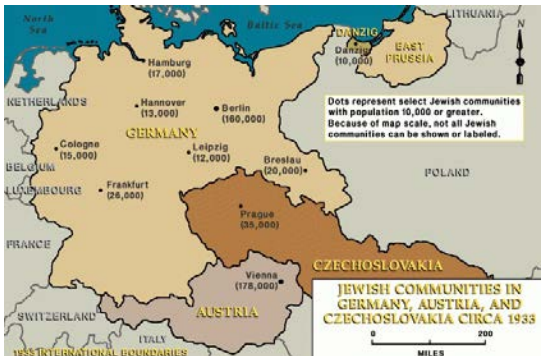 North
Sea
Baltic Sea
LITHUANIA
DANZIG
Danzig
(10,000)
EAST
PRUSSIA
N
Hamburg
(17,000)
NETHERLANDS
Hannover
(13,000)
Berlin
(160,000)
Dots represent select Jewish communities
with population 10,000 or greater.
Because of map scale, not all Jewish
communities can be shown or labeled.
GERMANY
Cologne
(15,000)
Leipzig
(12,000)
BELGIUM
Breslau
(20,000)
POLAND
LUXEMBOURG
Frankfurt
(26,000)
Prague
(35,000)
FRANCE
CZECHOSLOVAKIA
Vienna
(178,000)
AUSTRIA
SWITZERLAND
ITALY
JEWISH COMMUNITIES IN
GERMANY, AUSTRIA, AND
CZECHOSLOVAKIA CIRCA 1933
0 200
MILES
1933 INTERNATIONAL BOUNDARIES